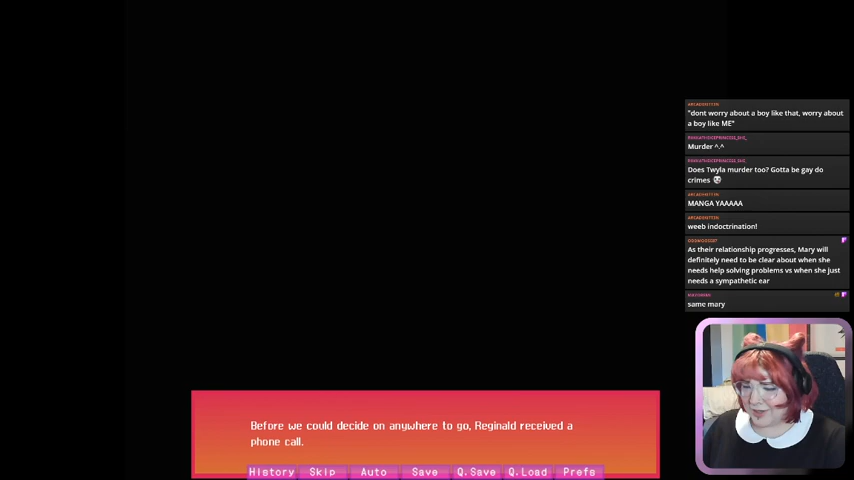 ARCADEKITTEN
"dont worry about a boy like that, worry about
a boy like ME"
Murder ^.^
Does Twyla murder too? Gotta be gay do
crimes
ARCADEKITTEN
MANGA YAAAAA
ARCADEKITTEN
weeb indoctrination!
As their relationship progresses, Mary will
definitely need to be clear about when she
needs help solving problems vs when she just
needs a sympathetic ear
same mary
Before we could decide on anywhere to go, Reginald received a
phone call.
History Skip Auto Save Q.Save Q.Load Prefs